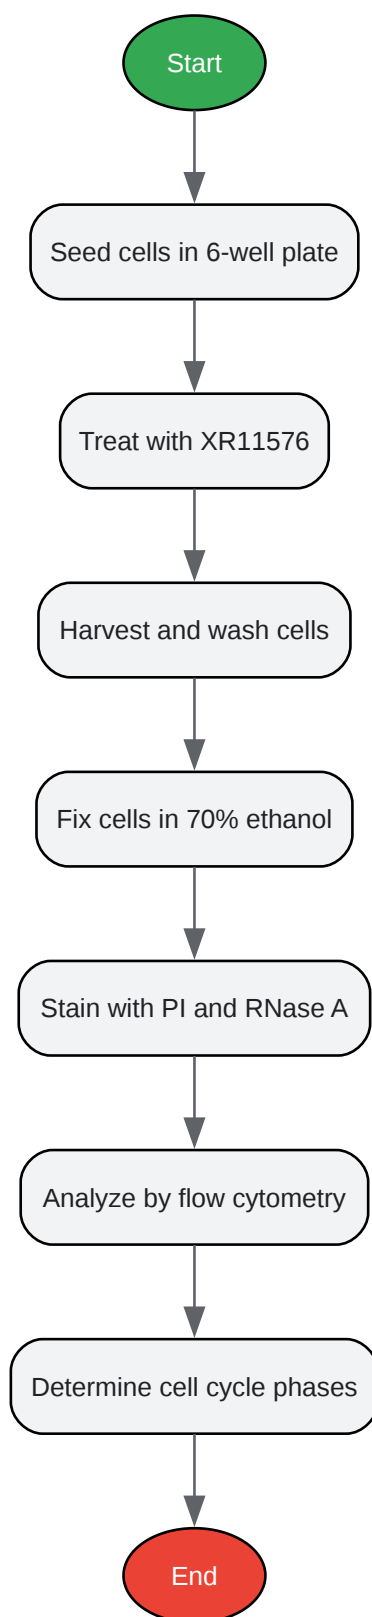 Start
Seed cells in 6-well plate
Treat with XR11576
Harvest and wash cells
Fix cells in 70% ethanol
Stain with PI and RNase A
Analyze by flow cytometry
Determine cell cycle phases
End